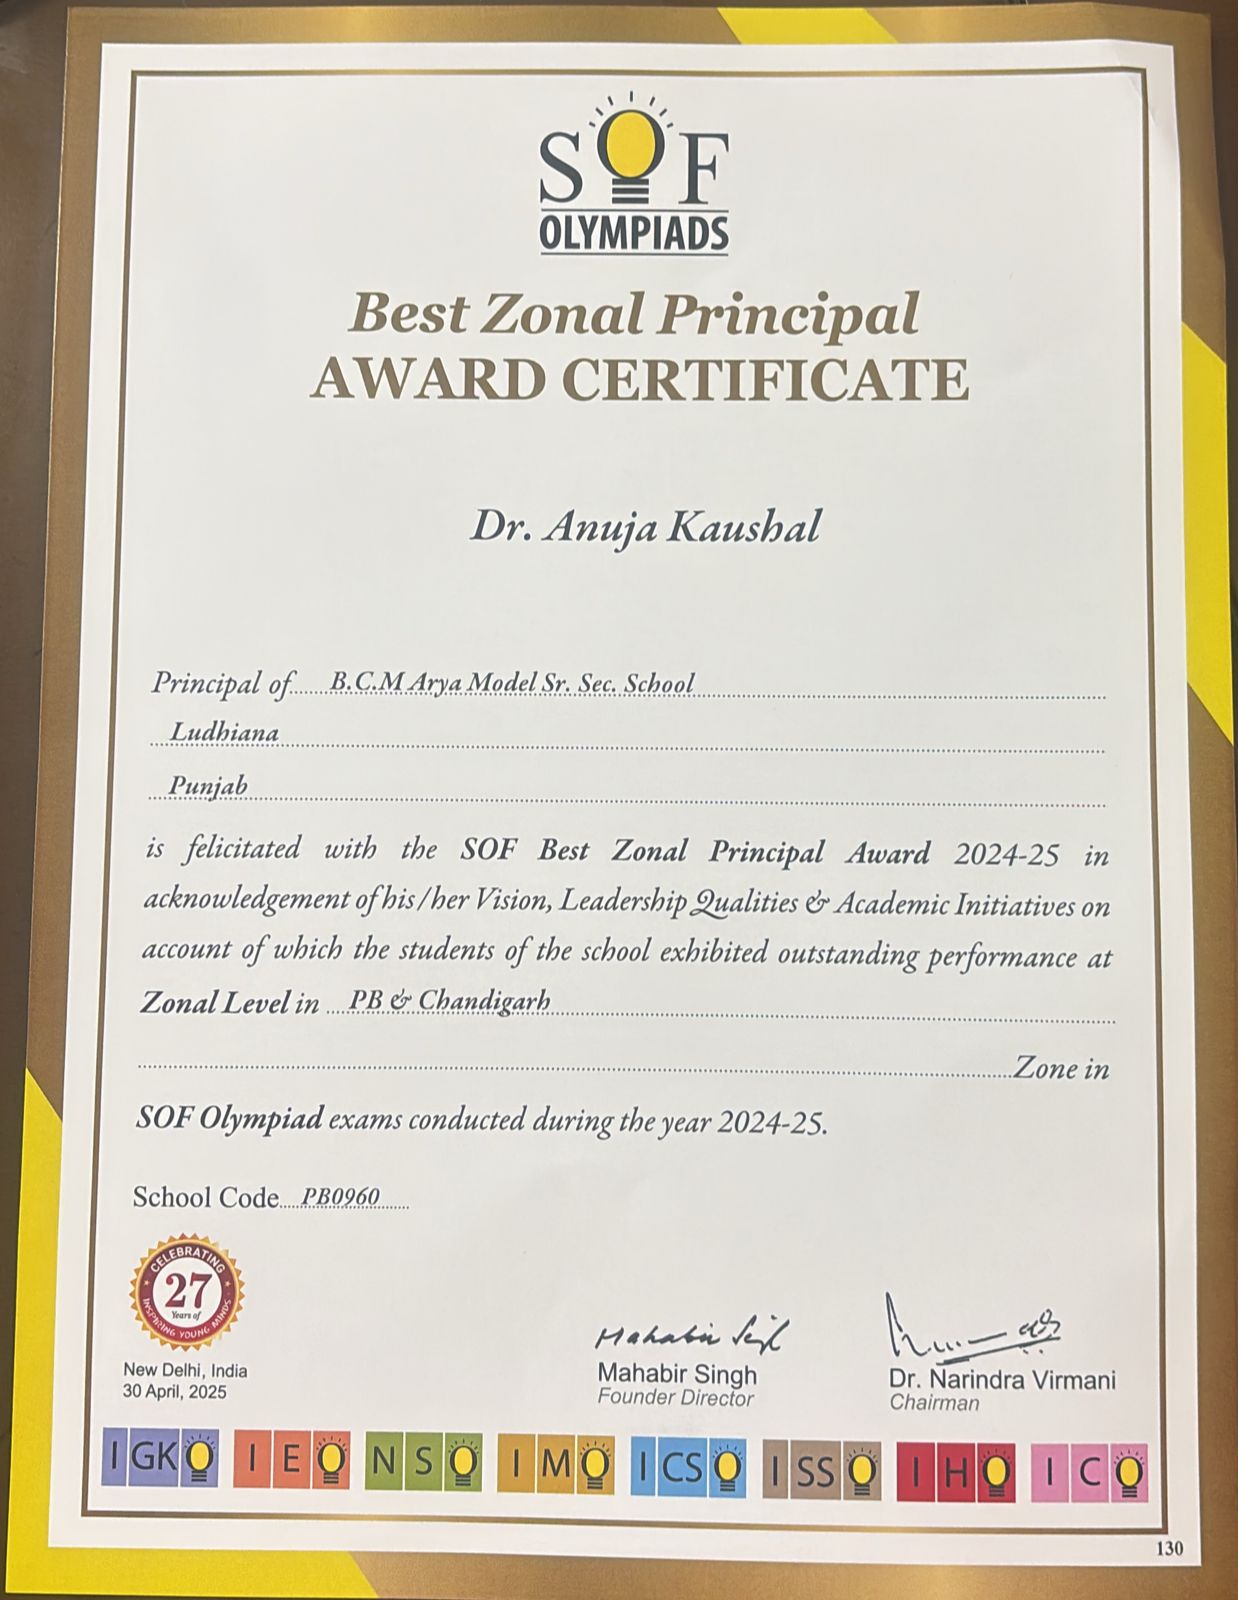 SOF
OLYMPIADS
Best Zonal Principal
AWARD CERTIFICATE
Dr. Anuja Kaushal
Principal of B.C.M Arya Model Sr. Sec. School
Ludhiana
Punjab
is felicitated with the SOF Best Zonal Principal Award 2024-25 in
acknowledgement of his/her Vision, Leadership Qualities & Academic Initiatives on
account of which the students of the school exhibited outstanding performance at
Zonal Level in PB & Chandigarh
Zone in
SOF Olympiad exams conducted during the year 2024-25.
School Code PB0960
CELEBRATING
27
Years of
INSPIRING YOUNG MINDS
New Delhi, India
30 April, 2025
Mahabir Singh
Mahabir Singh
Founder Director
Dr. Narindra Virmani
Chairman
IGKO IEO NSO IMO ICSO ISSO IHO ICO
130